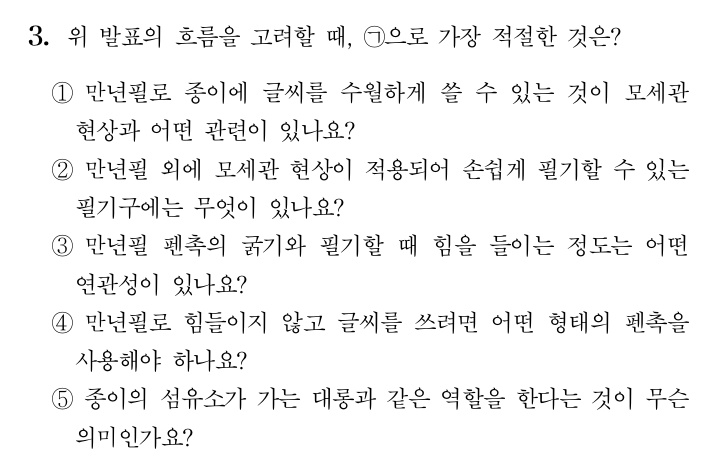 3. 위 발표의 흐름을 고려할 때, ㉠으로 가장 적절한 것은?
① 만년필로 종이에 글씨를 수월하게 쓸 수 있는 것이 모세관
현상과 어떤 관련이 있나요?
② 만년필 외에 모세관 현상이 적용되어 손쉽게 필기할 수 있는
필기구에는 무엇이 있나요?
③ 만년필 펜촉의 굵기와 필기할 때 힘을 들이는 정도는 어떤
연관성이 있나요?
④ 만년필로 힘들이지 않고 글씨를 쓰려면 어떤 형태의 펜촉을
사용해야 하나요?
⑤ 종이의 섬유소가 가는 대롱과 같은 역할을 한다는 것이 무슨
의미인가요?